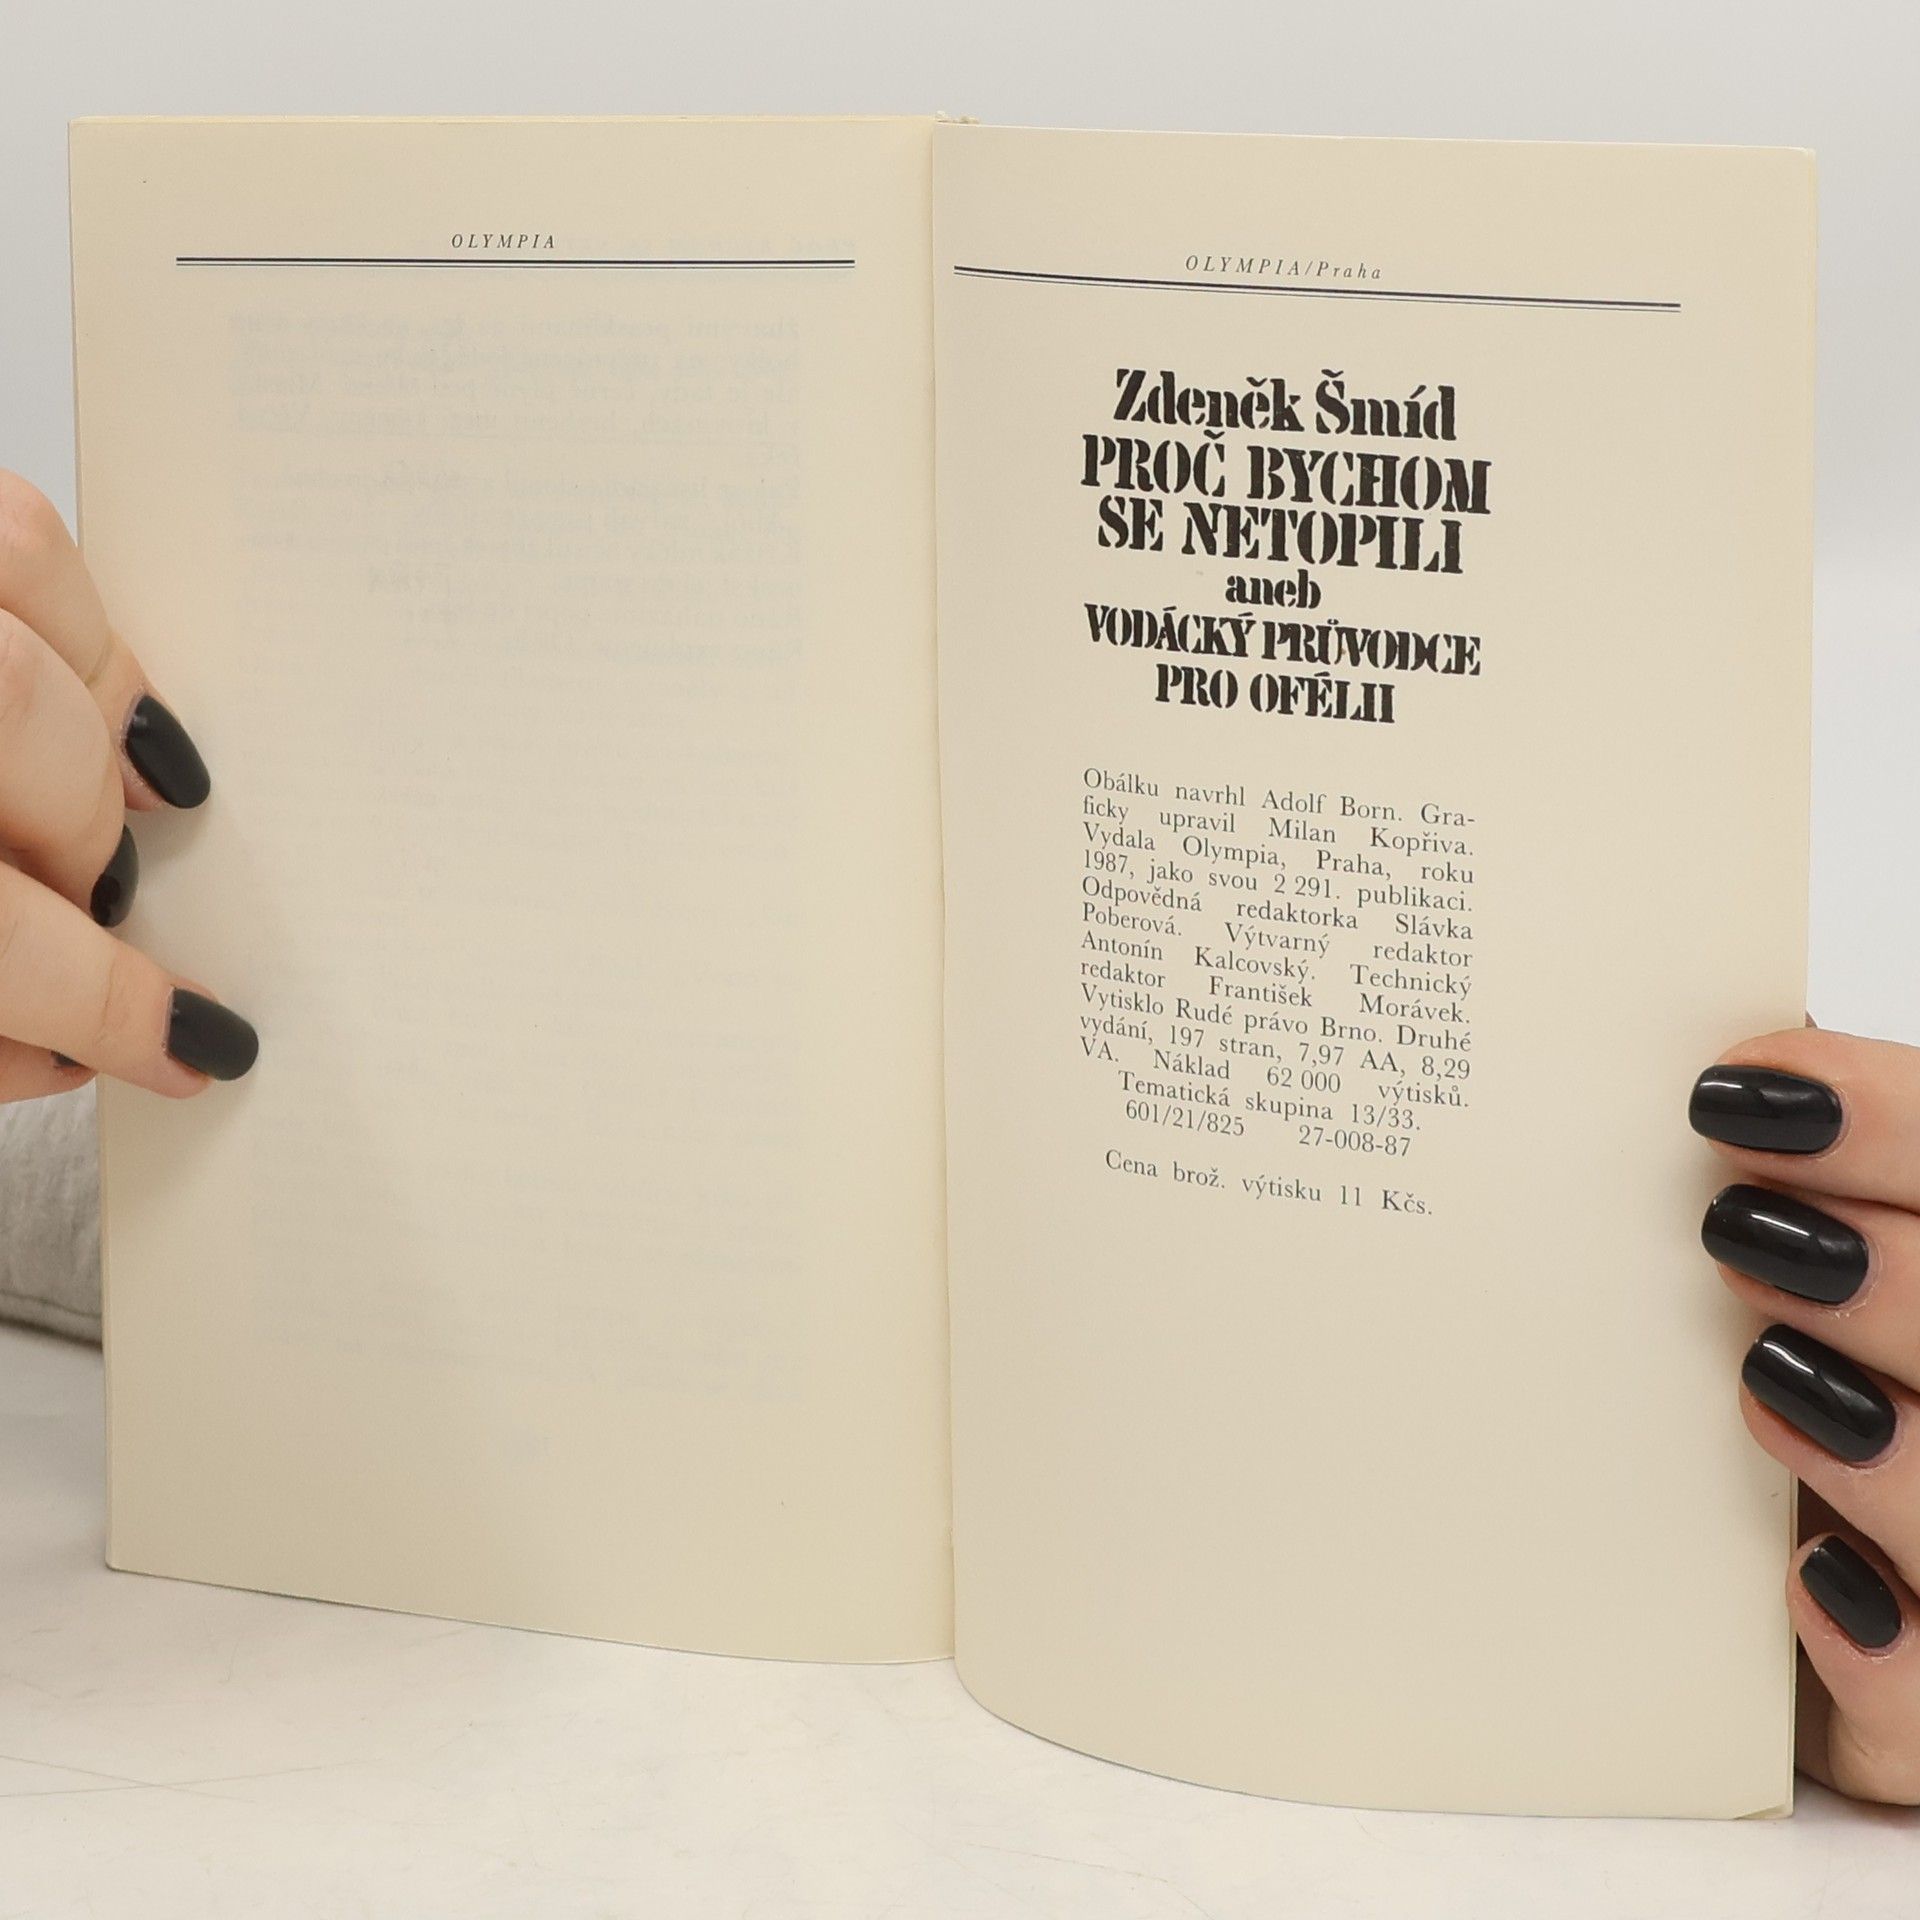 OLYMPIA
OLYMPIA/Praha
Zdeněk Šmíd
PROČ BYCHOM
SE NETOPILI
aneb
VODÁCKÝ PRŮVODCE
PRO OFÉLII
Obálku navrhl Adolf Born. Gra-
ficky upravil Milan Kopřiva.
Vydala Olympia, Praha, roku
1987, jako svou 2 291. publikaci.
Odpovědná redaktorka Slávka
Poberová. Výtvarný redaktor
Antonín Kalcovský. Technický
redaktor František Morávek.
Vytisklo Rudé právo Brno. Druhé
vydání, 197 stran, 7,97 AA, 8,29
VA. Náklad 62 000 výtisků.
Tematická skupina 13/33.
601/21/825 27-008-87
Cena brož. výtisku 11 Kčs.